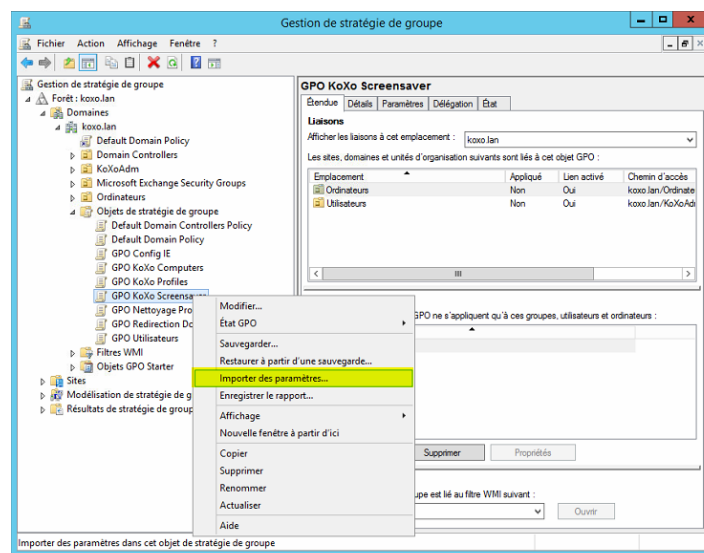 Gestion de stratégie de groupe
Fichier Action Affichage Fenêtre ?
Gestion de stratégie de groupe
Forêt : koxo.lan
Domaines
koxo.lan
Default Domain Policy
Domain Controllers
KoXoAdm
Microsoft Exchange Security Groups
Ordinateurs
Objets de stratégie de groupe
Default Domain Controllers Policy
Default Domain Policy
GPO Config IE
GPO KoXo Computers
GPO KoXo Profiles
GPO KoXo Screensaver
GPO Nettoyage Pro
GPO Redirection Do
GPO Utilisateurs
Filtres WMI
Objets GPO Starter
Sites
Modélisation de stratégie de g
Résultats de stratégie de group
Modifier...
État GPO
Sauvegarder...
Restaurer à partir d'une sauvegarde...
Importer des paramètres...
Enregistrer le rapport...
Affichage
Nouvelle fenêtre à partir d'ici
Copier
Supprimer
Renommer
Actualiser
Aide
GPO KoXo Screensaver
Étendue Détails Paramètres Délégation État
Liaisons
Afficher les liaisons à cet emplacement : koxo.lan
Les sites, domaines et unités d'organisation suivants sont liés à cet objet GPO :
Emplacement Appliqué Lien activé Chemin d'accès
Ordinateurs Non Oui koxo.lan/Ordinate
Utilisateurs Non Oui koxo.lan/KoXoAd
GPO ne s'appliquent qu'à ces groupes, utilisateurs et ordinateurs :
Supprimer Propriétés
upe est lié au filtre WMI suivant :
Ouvrir
Importer des paramètres dans cet objet de stratégie de groupe